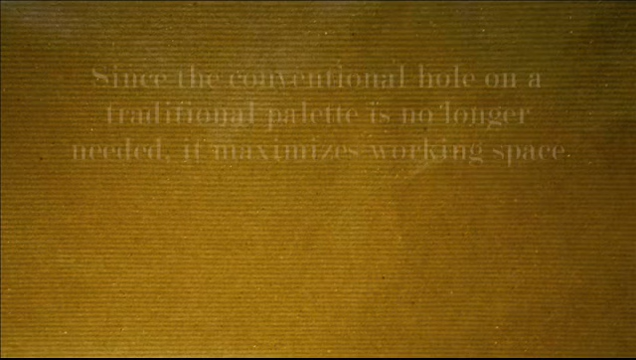 Since the conventional hole on a
traditional palette is no longer
needed, it maximizes working space